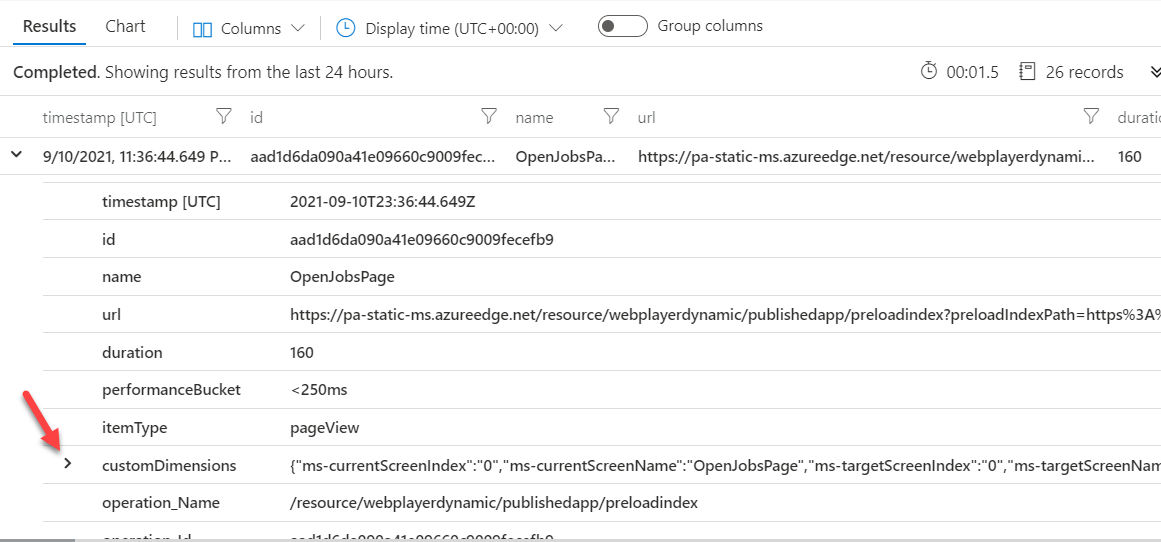 Results Chart Columns Display time (UTC+00:00) Group columns
Completed. Showing results from the last 24 hours. 00:01.5 26 records
timestamp [UTC] id name url durati
9/10/2021, 11:36:44.649 P... aad1d6da090a41e09660c9009fec... OpenJobsPa... https://pa-static-ms.azureedge.net/resource/webplayerdynami... 160
timestamp [UTC] 2021-09-10T23:36:44.649Z
id aad1d6da090a41e09660c9009fecefb9
name OpenJobsPage
url https://pa-static-ms.azureedge.net/resource/webplayerdynamic/publishedapp/preloadindex?preloadIndexPath=https%3A%
duration 160
performanceBucket <250ms
itemType pageView
customDimensions {"ms-currentScreenIndex":"0","ms-currentScreenName":"OpenJobsPage","ms-targetScreenIndex":"0","ms-targetScreenNam
operation_Name /resource/webplayerdynamic/publishedapp/preloadindex
operation_Id aad1d6da090a41e09660c9009fecefb9